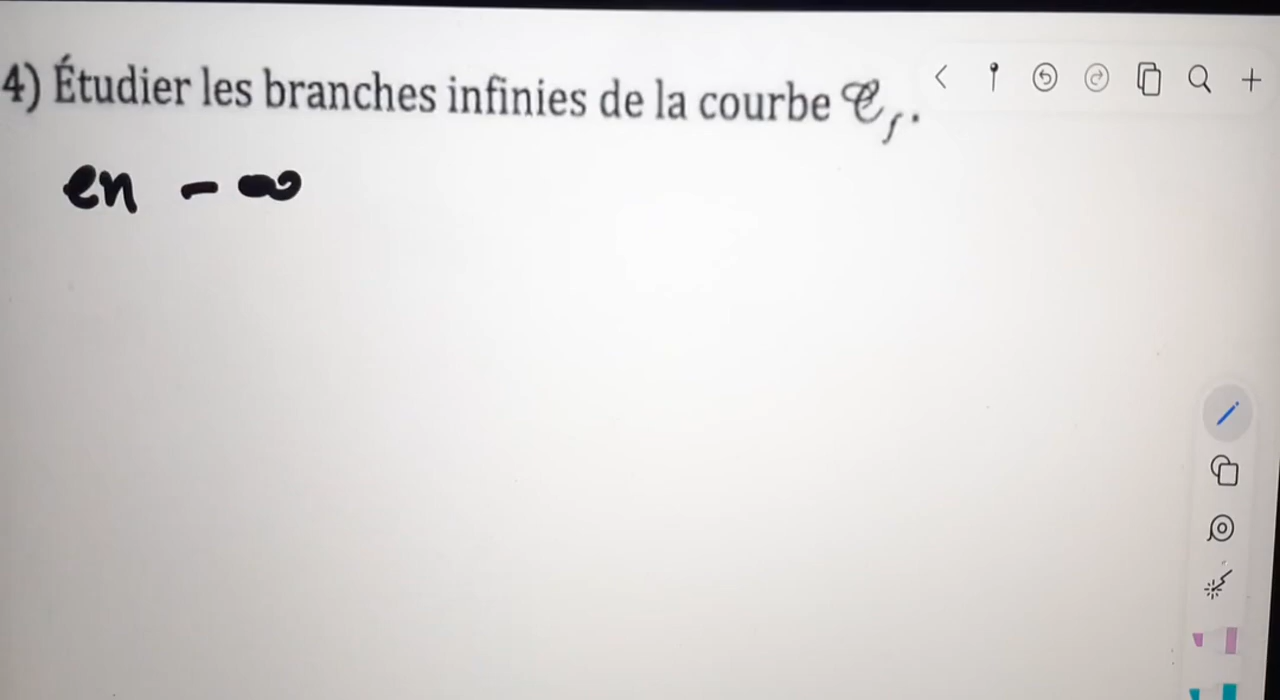 4) Étudier les branches infinies de la courbe 𝒞f.
en - ∞